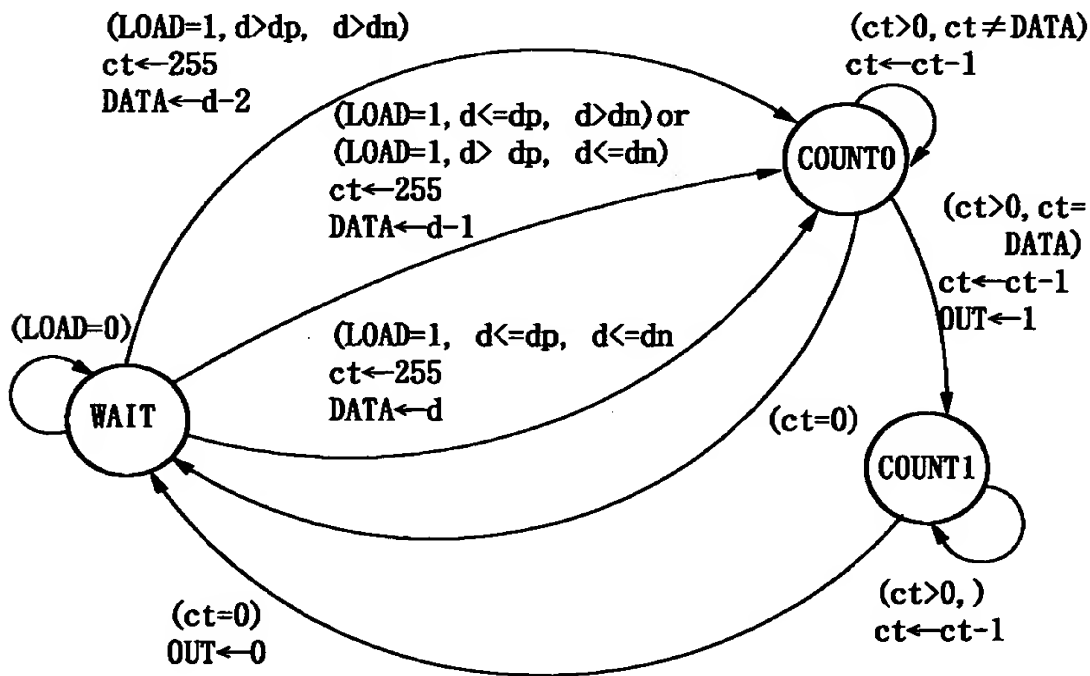 (LOAD=1, d>dp, d>dn)
ct←255
DATA←d-2
(ct>0, ct≠DATA)
ct←ct-1
(LOAD=1, d<=dp, d>dn)or
(LOAD=1, d> dp, d<=dn)
ct←255
DATA←d-1
COUNT0
(ct>0, ct=
DATA)
ct←ct-1
OUT←1
(LOAD=0)
WAIT
(LOAD=1, d<=dp, d<=dn
ct←255
DATA←d
(ct=0)
COUNT1
(ct=0)
OUT←0
(ct>0, )
ct←ct-1